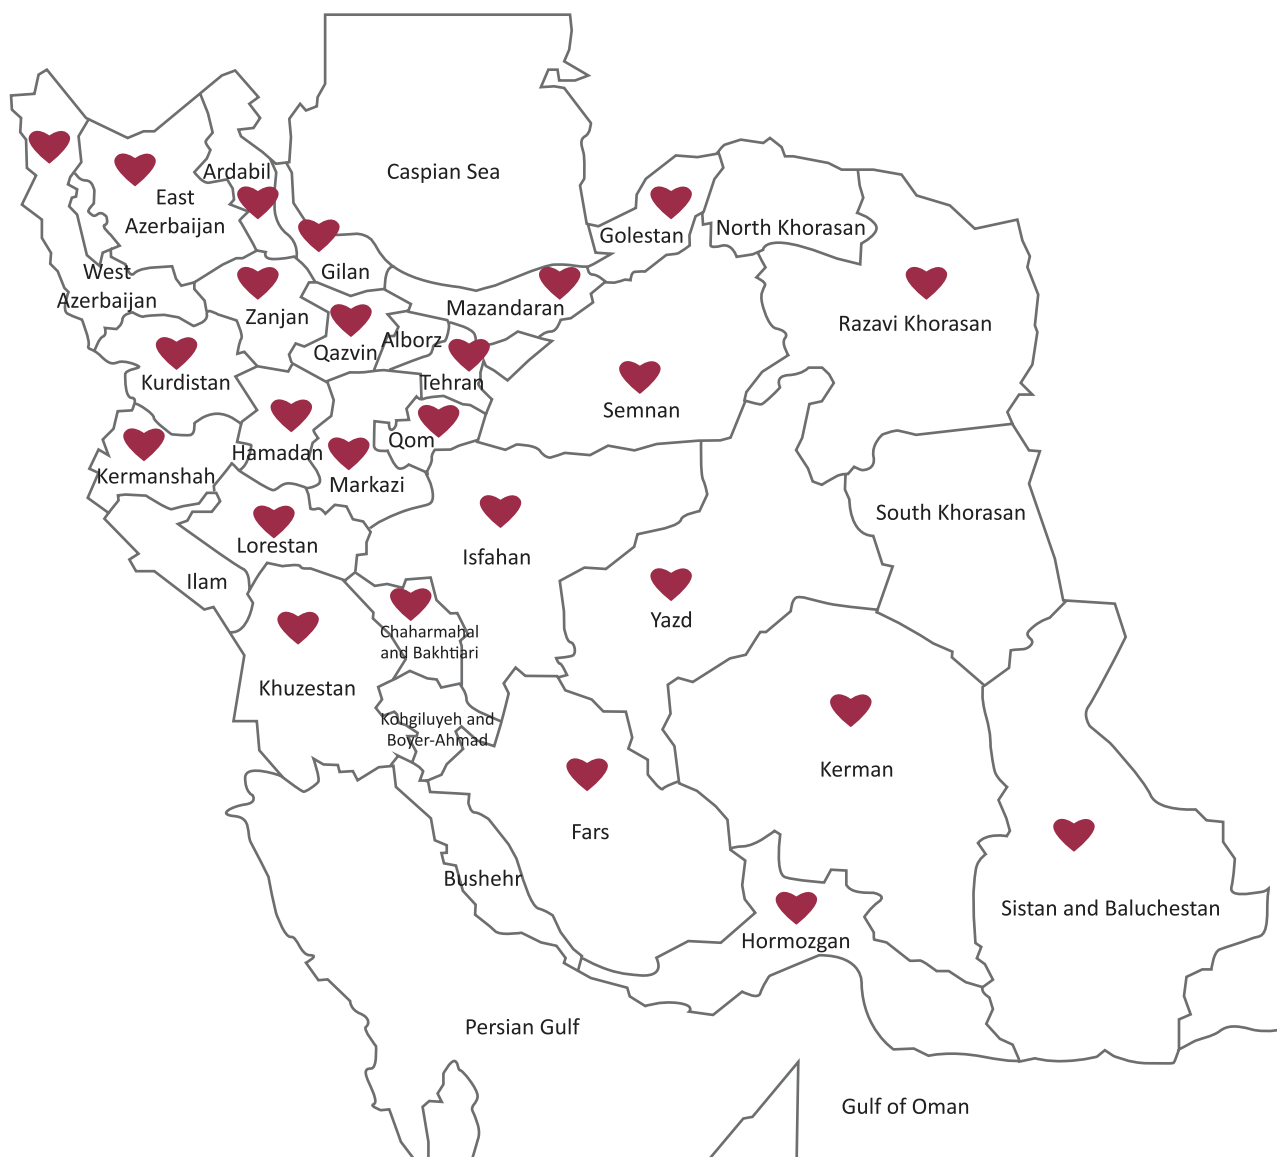 Caspian Sea
Ardabil
East
Azerbaijan
North Khorasan
Golestan
West
Azerbaijan
Gilan
Mazandaran
Zanjan
Razavi Khorasan
Alborz
Qazvin
Kurdistan
Tehran
Semnan
Qom
Hamadan
Kermanshah
Markazi
South Khorasan
Lorestan
Isfahan
Ilam
Yazd
Chaharmahal
and Bakhtiari
Khuzestan
Kohgiluyeh and
Boyer-Ahmad
Kerman
Fars
Bushehr
Sistan and Baluchestan
Hormozgan
Persian Gulf
Gulf of Oman